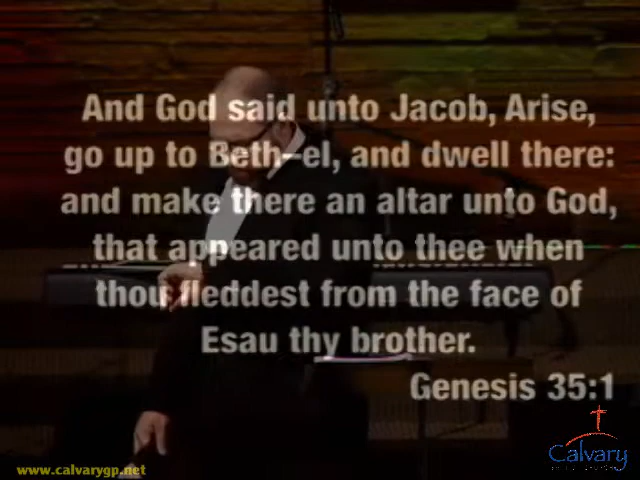 And God said unto Jacob, Arise,
go up to Beth–el, and dwell there:
and make there an altar unto God,
that appeared unto thee when
thou fleddest from the face of
Esau thy brother.
Genesis 35:1
Calvary
www.calvarygp.net